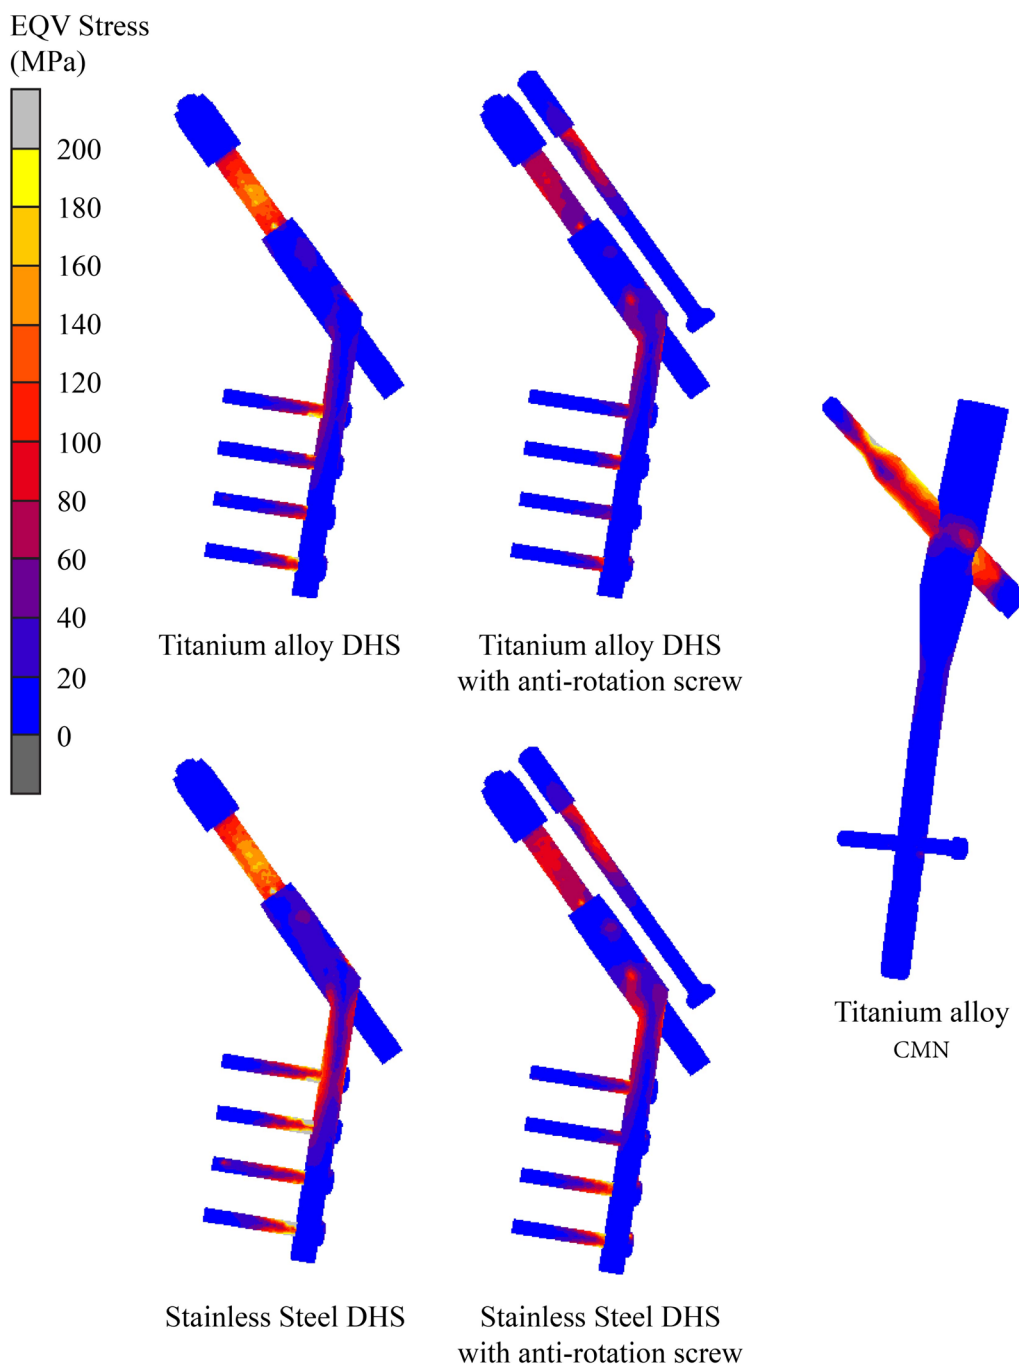 EQV Stress
(MPa)
200
180
160
140
120
100
80
60
40
20
0
Titanium alloy DHS
Titanium alloy DHS
with anti-rotation screw
Titanium alloy
CMN
Stainless Steel DHS
Stainless Steel DHS
with anti-rotation screw